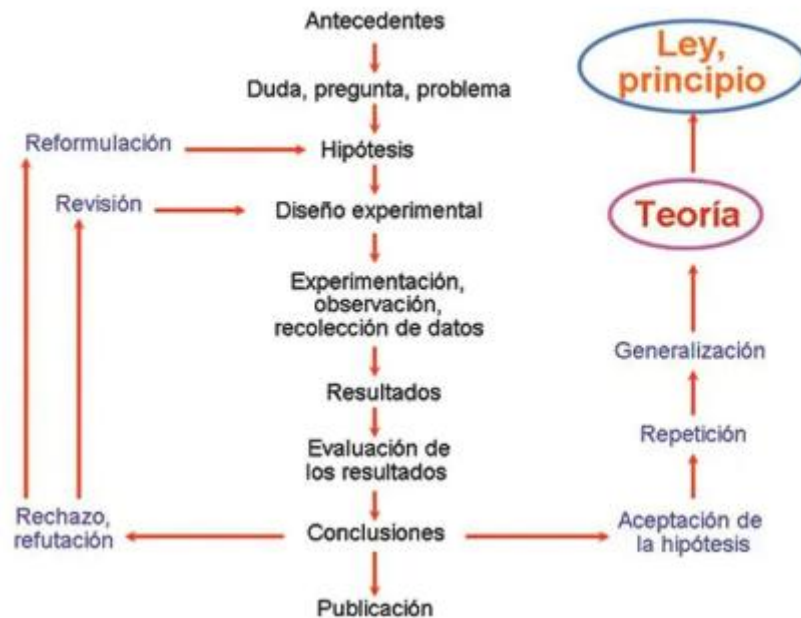 Antecedentes
Duda, pregunta, problema
Hipótesis
Diseño experimental
Experimentación,
observación,
recolección de datos
Resultados
Evaluación de
los resultados
Conclusiones
Publicación
Reformulación
Revisión
Rechazo,
refutación
Ley,
principio
Teoría
Generalización
Repetición
Aceptación de
la hipótesis